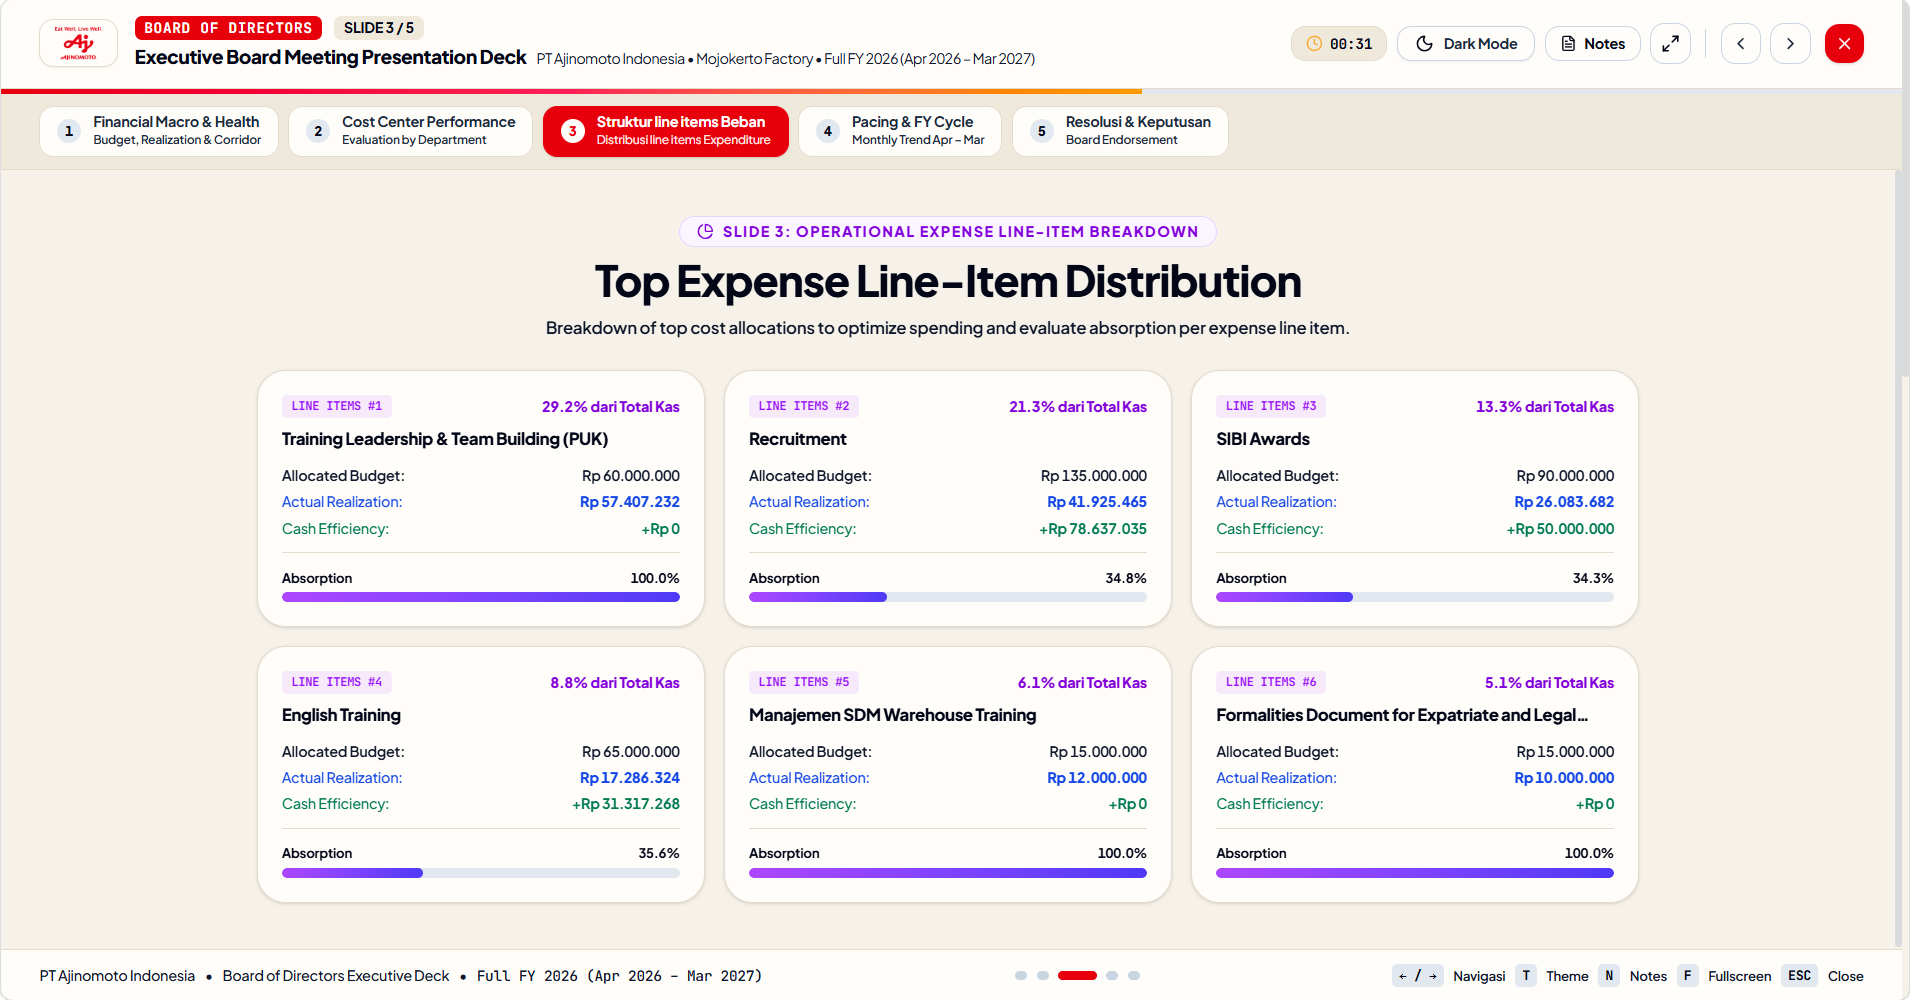 Eat Well, Live Well.
Aj
AJINOMOTO
BOARD OF DIRECTORS
SLIDE 3 / 5
Executive Board Meeting Presentation Deck
PT Ajinomoto Indonesia • Mojokerto Factory • Full FY 2026 (Apr 2026 – Mar 2027)
00:31
Dark Mode
Notes
1
Financial Macro & Health
Budget, Realization & Corridor
2
Cost Center Performance
Evaluation by Department
3
Struktur line items Beban
Distribusi line items Expenditure
4
Pacing & FY Cycle
Monthly Trend Apr – Mar
5
Resolusi & Keputusan
Board Endorsement
SLIDE 3: OPERATIONAL EXPENSE LINE-ITEM BREAKDOWN
Top Expense Line-Item Distribution
Breakdown of top cost allocations to optimize spending and evaluate absorption per expense line item.
LINE ITEMS #1
29.2% dari Total Kas
Training Leadership & Team Building (PUK)
Allocated Budget: Rp 60.000.000
Actual Realization: Rp 57.407.232
Cash Efficiency: +Rp 0
Absorption 100.0%
LINE ITEMS #2
21.3% dari Total Kas
Recruitment
Allocated Budget: Rp 135.000.000
Actual Realization: Rp 41.925.465
Cash Efficiency: +Rp 78.637.035
Absorption 34.8%
LINE ITEMS #3
13.3% dari Total Kas
SIBI Awards
Allocated Budget: Rp 90.000.000
Actual Realization: Rp 26.083.682
Cash Efficiency: +Rp 50.000.000
Absorption 34.3%
LINE ITEMS #4
8.8% dari Total Kas
English Training
Allocated Budget: Rp 65.000.000
Actual Realization: Rp 17.286.324
Cash Efficiency: +Rp 31.317.268
Absorption 35.6%
LINE ITEMS #5
6.1% dari Total Kas
Manajemen SDM Warehouse Training
Allocated Budget: Rp 15.000.000
Actual Realization: Rp 12.000.000
Cash Efficiency: +Rp 0
Absorption 100.0%
LINE ITEMS #6
5.1% dari Total Kas
Formalities Document for Expatriate and Legal...
Allocated Budget: Rp 15.000.000
Actual Realization: Rp 10.000.000
Cash Efficiency: +Rp 0
Absorption 100.0%
PT Ajinomoto Indonesia • Board of Directors Executive Deck • Full FY 2026 (Apr 2026 – Mar 2027)
← / → Navigasi T Theme N Notes F Fullscreen ESC Close